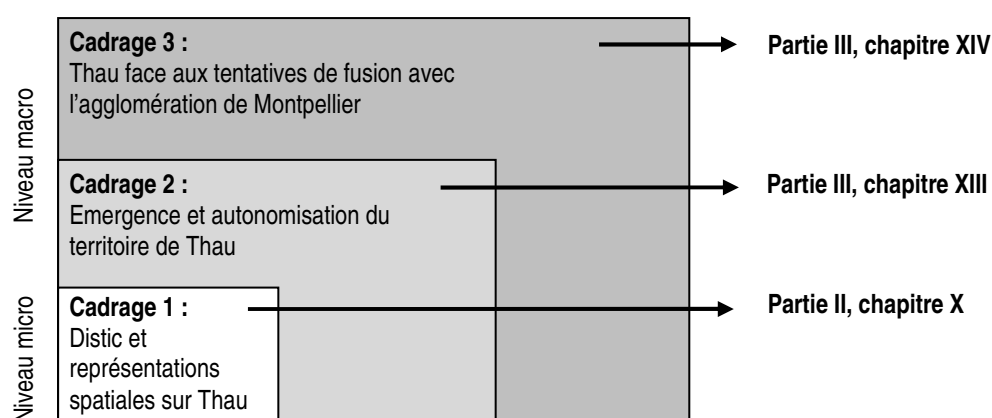 Cadrage 3 :
Thau face aux tentatives de fusion avec
l'agglomération de Montpellier
Partie III, chapitre XIV
Niveau macro
Cadrage 2 :
Emergence et autonomisation du
territoire de Thau
Partie III, chapitre XIII
Niveau micro
Cadrage 1 :
Distic et
représentations
spatiales sur Thau
Partie II, chapitre X